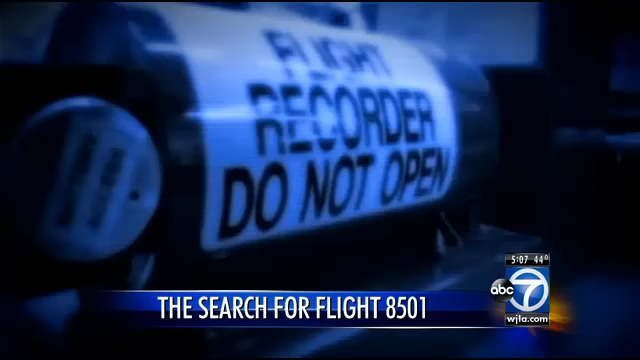 FLIGHT
RECORDER
DO NOT OPEN
5:07 44°
abc 7
wjla.com
THE SEARCH FOR FLIGHT 8501